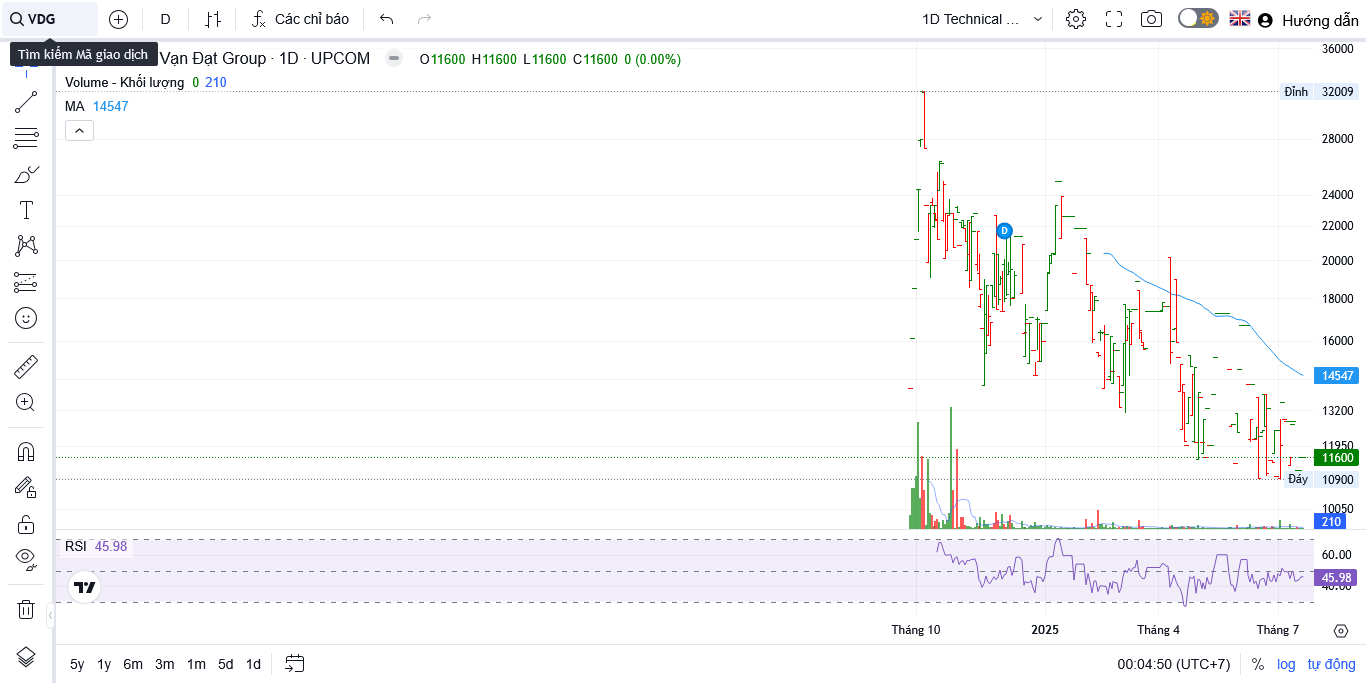 VDG D Các chỉ báo 1D Technical ... Hướng dẫn
Tìm kiếm Mã giao dịch
Vạn Đạt Group · 1D · UPCOM O11600 H11600 L11600 C11600 0 (0.00%)
Volume - Khối lượng 0 210
MA 14547
36000
Đỉnh 32009
28000
24000
22000
D
20000
18000
16000
14547
13200
11950
11600
Đáy 10900
10050
210
RSI 45.98
60.00
45.98
40.00
Tháng 10 2025 Tháng 4 Tháng 7
5y 1y 6m 3m 1m 5d 1d 00:04:50 (UTC+7) % log tự động